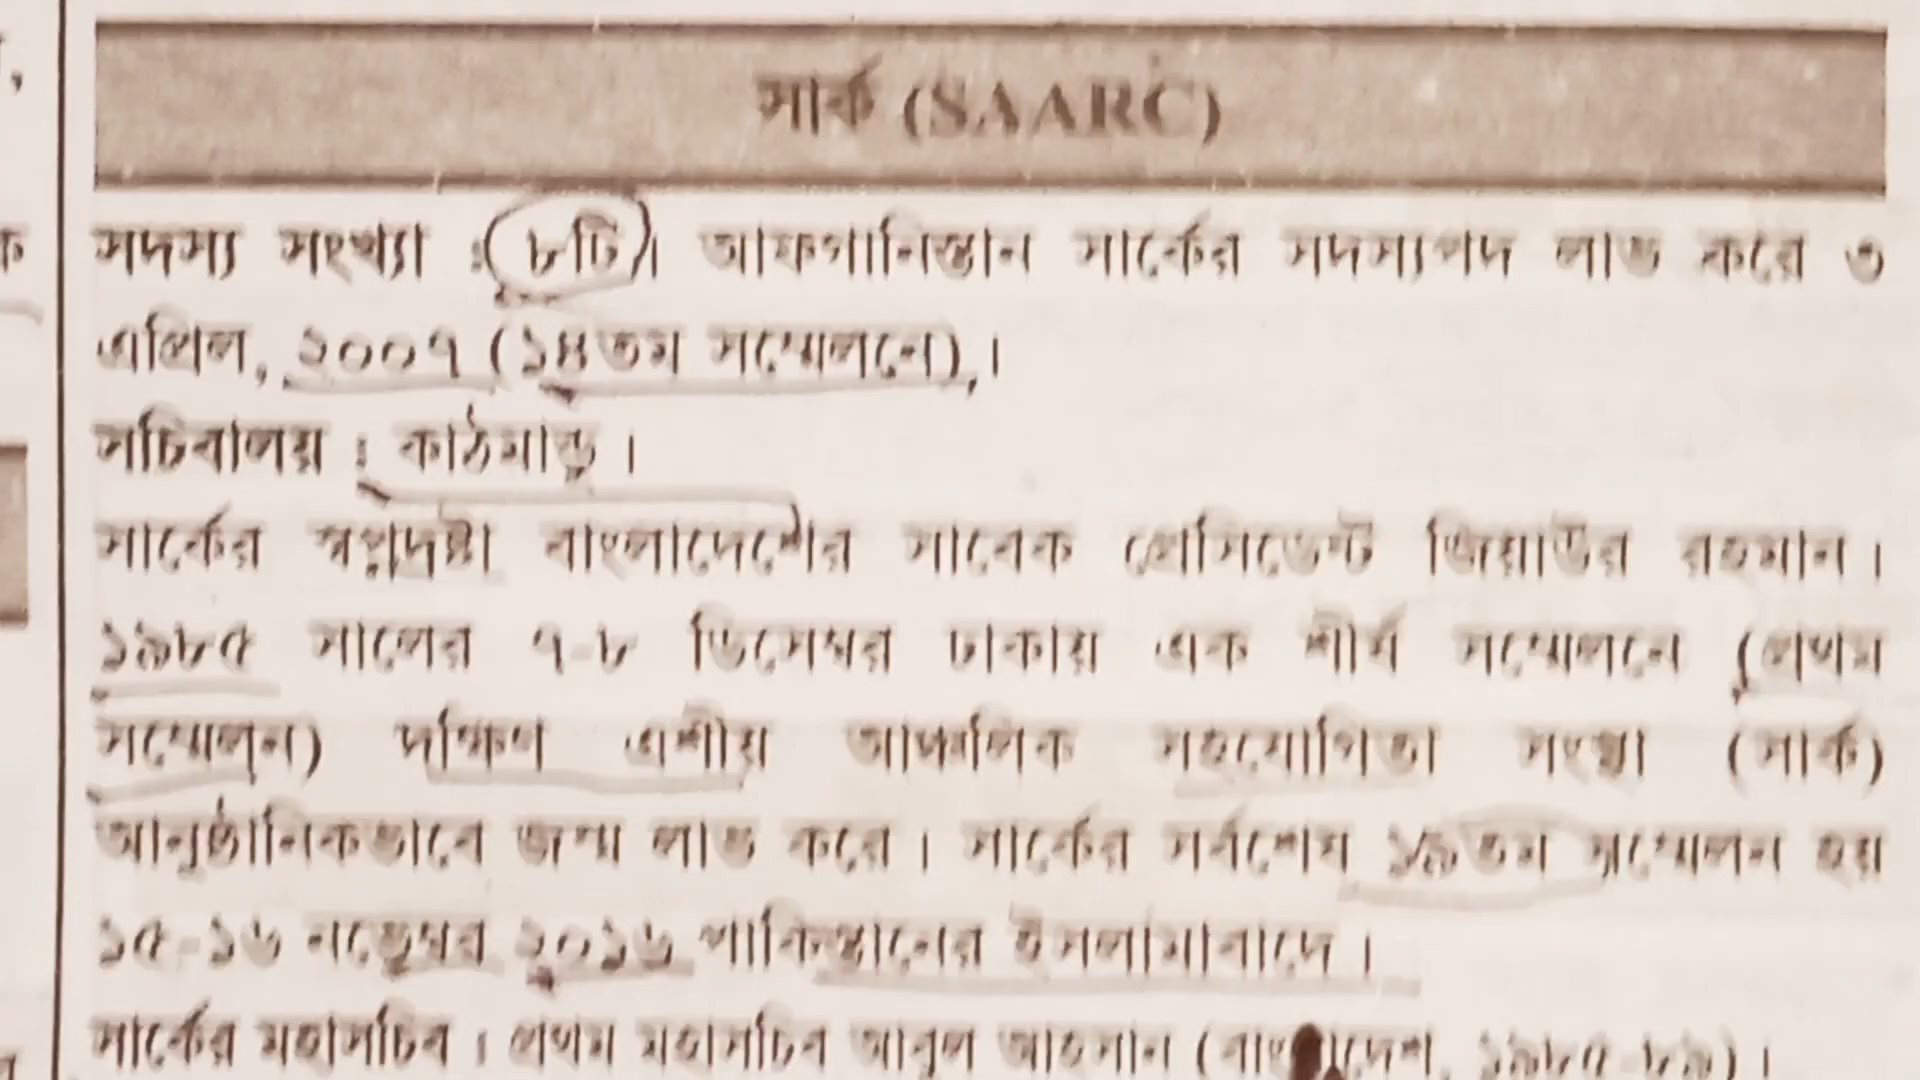 সার্ক (SAARC)
সদস্য সংখ্যা : ৮টি। আফগানিস্তান সার্কের সদস্যপদ লাভ করে ৩
এপ্রিল, ২০০৭ (১৪তম সম্মেলনে),।
সচিবালয় : কাঠমান্ডু।
সার্কের স্বপ্নদ্রষ্টা বাংলাদেশের সাবেক প্রেসিডেন্ট জিয়াউর রহমান।
১৯৮৫ সালের ৭-৮ ডিসেম্বর ঢাকায় এক শীর্ষ সম্মেলনে (প্রথম
সম্মেলন) দক্ষিণ এশীয় আঞ্চলিক সহযোগিতা সংস্থা (সার্ক)
আনুষ্ঠানিকভাবে জন্ম লাভ করে। সার্কের সর্বশেষ ১৯তম সম্মেলন হয়
১৫-১৬ নভেম্বর ২০১৬ পাকিস্তানের ইসলামাবাদে।
সার্কের মহাসচিব : প্রথম মহাসচিব আবুল আহসান (বাংলাদেশ, ১৯৮৫-৮৯)।